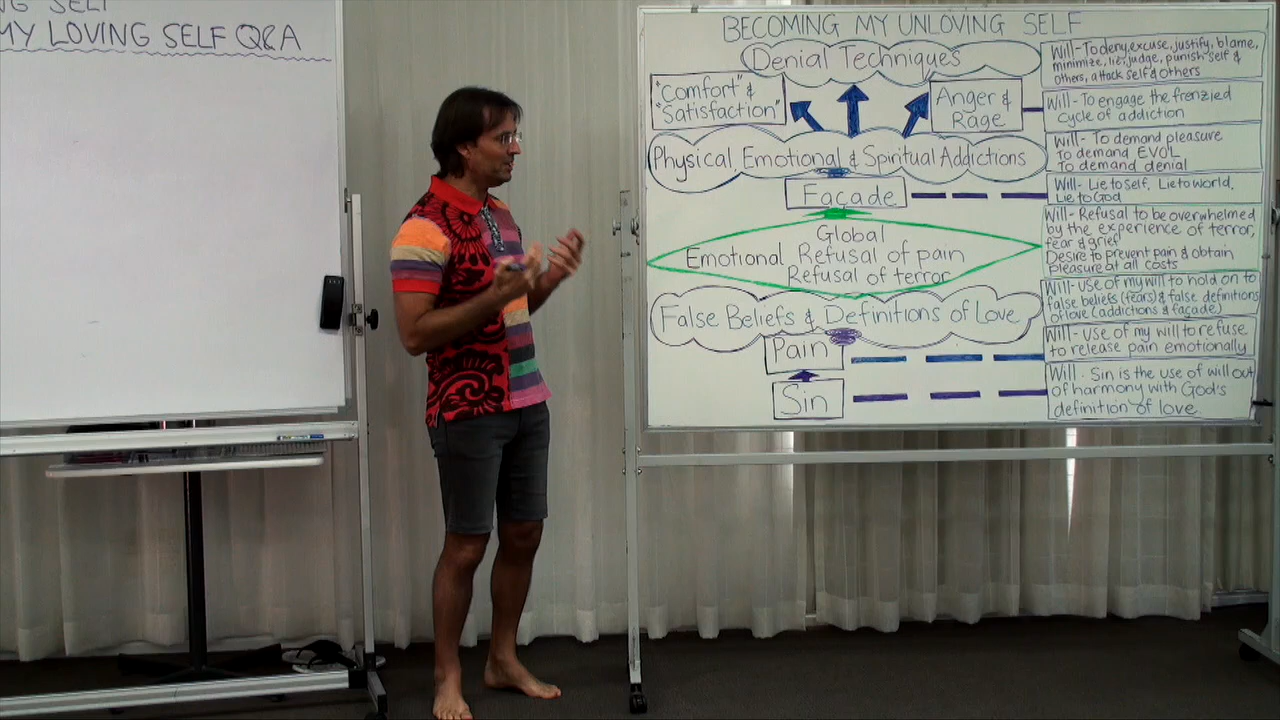 NG SELF
MY LOVING SELF Q&A
BECOMING MY UNLOVING SELF
Denial Techniques
"Comfort" &
"Satisfaction"
Anger &
Rage
Physical, Emotional & Spiritual Addictions
Façade
Global
Emotional Refusal of pain
Refusal of terror
False Beliefs & Definitions of Love
Pain
Sin
Will - To deny, excuse, justify, blame,
minimize, lie, judge, punish self &
others, attack self & others
Will - To engage the frenzied
cycle of addiction
Will - To demand pleasure
To demand EVOL
To demand denial
Will - Lie to self, Lie to world,
Lie to God
Will - Refusal to be overwhelmed
by the experience of terror,
fear & grief
Desire to prevent pain & obtain
pleasure at all costs
Will - use of my will to hold on to
false beliefs (fears) & false definitions
of love (addictions & façade)
Will - use of my will to refuse
to release pain emotionally
Will - Sin is the use of will out
of harmony with God's
definition of love